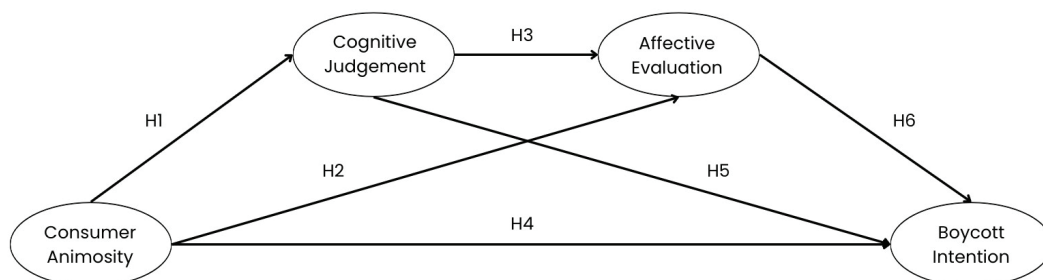 Cognitive
Judgement
H3
Affective
Evaluation
H1
H6
H2
H5
Consumer
Animosity
H4
Boycott
Intention